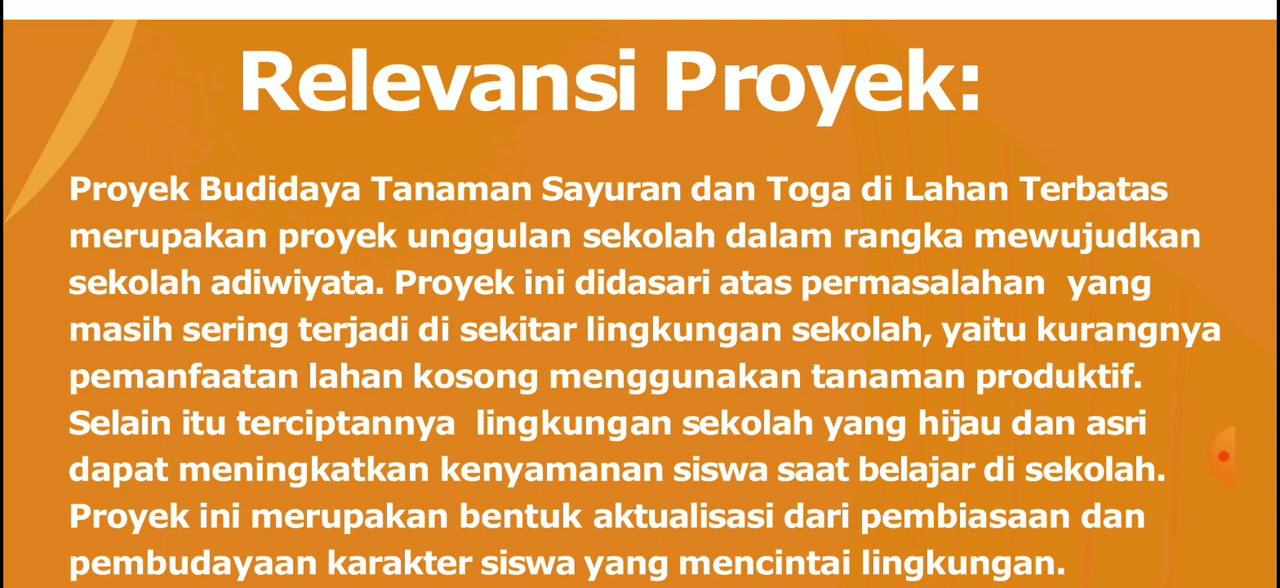 Relevansi Proyek:
Proyek Budidaya Tanaman Sayuran dan Toga di Lahan Terbatas
merupakan proyek unggulan sekolah dalam rangka mewujudkan
sekolah adiwiyata. Proyek ini didasari atas permasalahan yang
masih sering terjadi di sekitar lingkungan sekolah, yaitu kurangnya
pemanfaatan lahan kosong menggunakan tanaman produktif.
Selain itu terciptannya lingkungan sekolah yang hijau dan asri
dapat meningkatkan kenyamanan siswa saat belajar di sekolah.
Proyek ini merupakan bentuk aktualisasi dari pembiasaan dan
pembudayaan karakter siswa yang mencintai lingkungan.